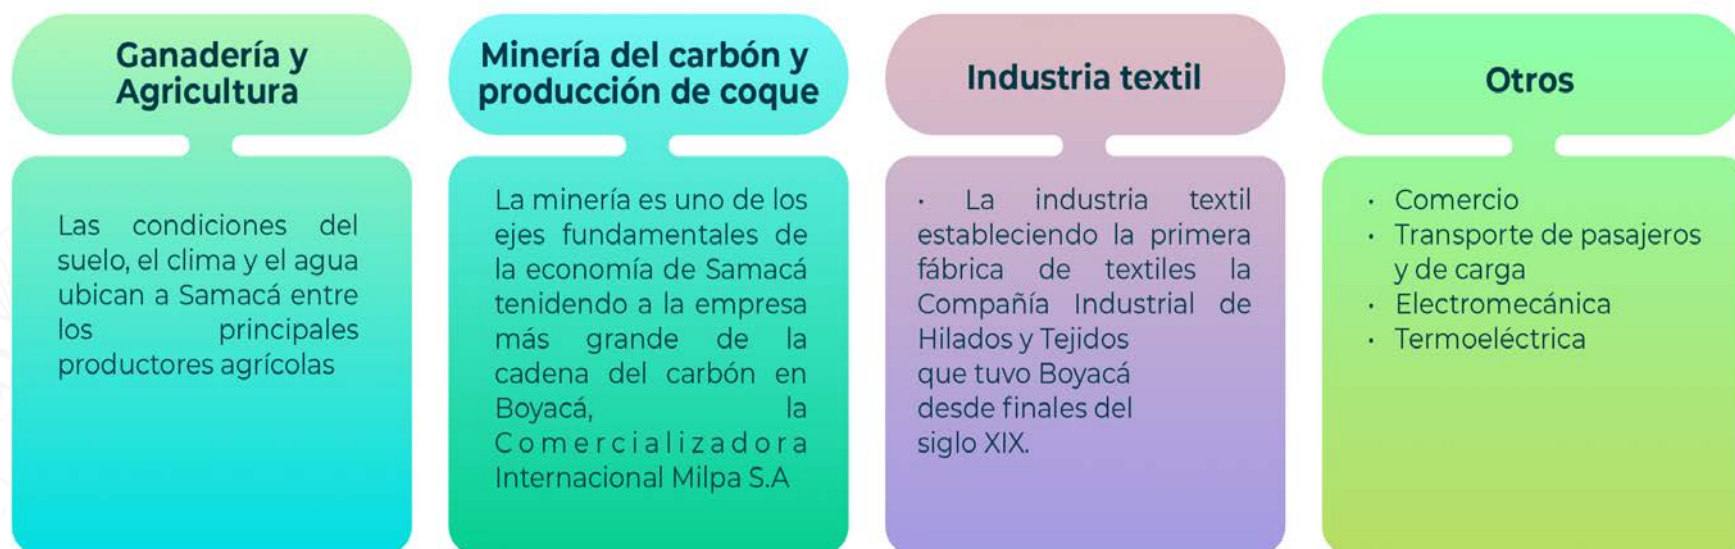 Ganadería y
Agricultura
Las condiciones del
suelo, el clima y el agua
ubican a Samacá entre
los principales
productores agrícolas
Minería del carbón y
producción de coque
La minería es uno de los
ejes fundamentales de
la economía de Samacá
tenidendo a la empresa
más grande de la
cadena del carbón en
Boyacá, la
Comercializadora
Internacional Milpa S.A
Industria textil
· La industria textil
estableciendo la primera
fábrica de textiles la
Compañía Industrial de
Hilados y Tejidos
que tuvo Boyacá
desde finales del
siglo XIX.
Otros
· Comercio
· Transporte de pasajeros
y de carga
· Electromecánica
· Termoeléctrica